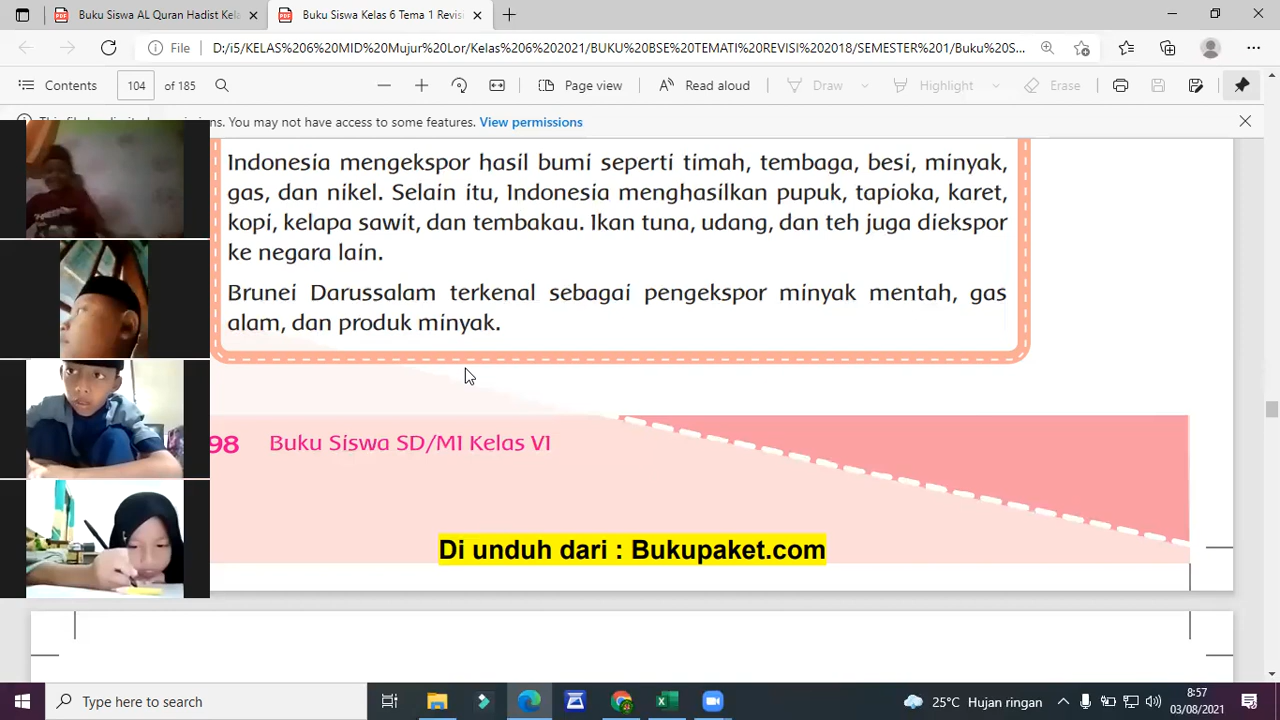 Buku Siswa AL Quran Hadist Kela
Buku Siswa Kelas 6 Tema 1 Revisi
File
D:/i5/KELAS%206%20MID%20Mujur%20Lor/Kelas%206%202021/BUKU%20BSE%20TEMATI%20REVISI%202018/SEMESTER%201/Buku%20S...
Contents
104 of 185
Page view
Read aloud
Draw
Highlight
Erase
You may not have access to some features. View permissions
Indonesia mengekspor hasil bumi seperti timah, tembaga, besi, minyak,
gas, dan nikel. Selain itu, Indonesia menghasilkan pupuk, tapioka, karet,
kopi, kelapa sawit, dan tembakau. Ikan tuna, udang, dan teh juga diekspor
ke negara lain.
Brunei Darussalam terkenal sebagai pengekspor minyak mentah, gas
alam, dan produk minyak.
98 Buku Siswa SD/MI Kelas VI
Di unduh dari : Bukupaket.com
Type here to search
25°C Hujan ringan
8:57
03/08/2021